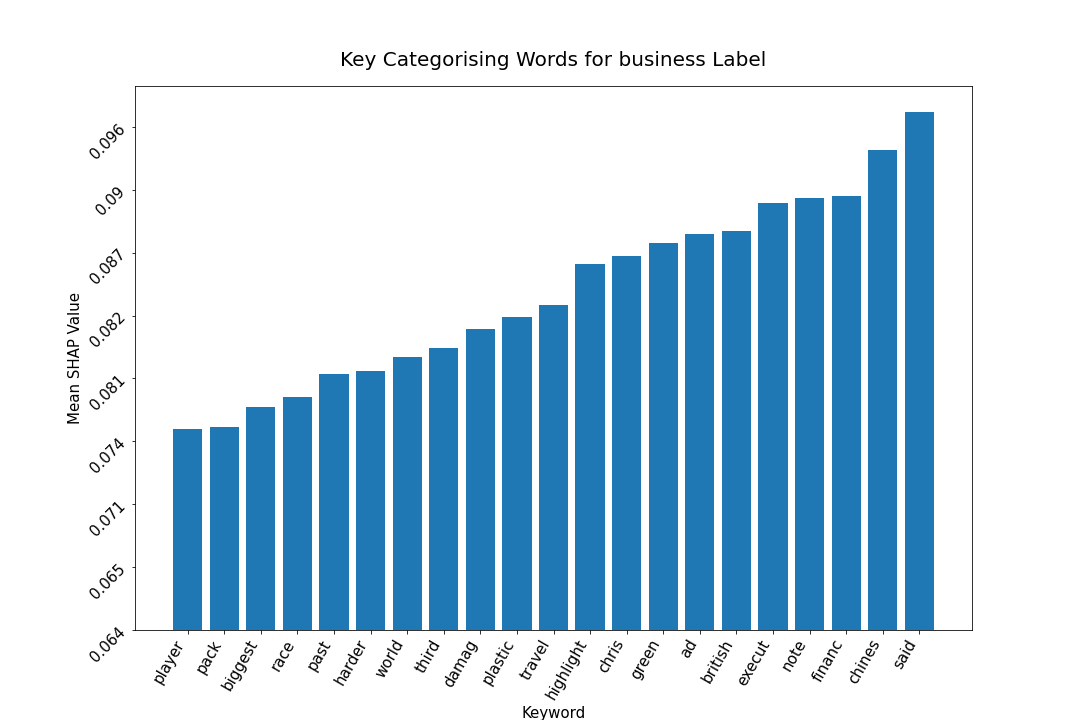 Key Categorising Words for business Label
Mean SHAP Value
0.096
0.09
0.087
0.082
0.081
0.074
0.071
0.065
0.064
player
pack
biggest
race
past
harder
world
third
damag
plastic
travel
highlight
chris
green
ad
british
execut
note
financ
chines
said
Keyword